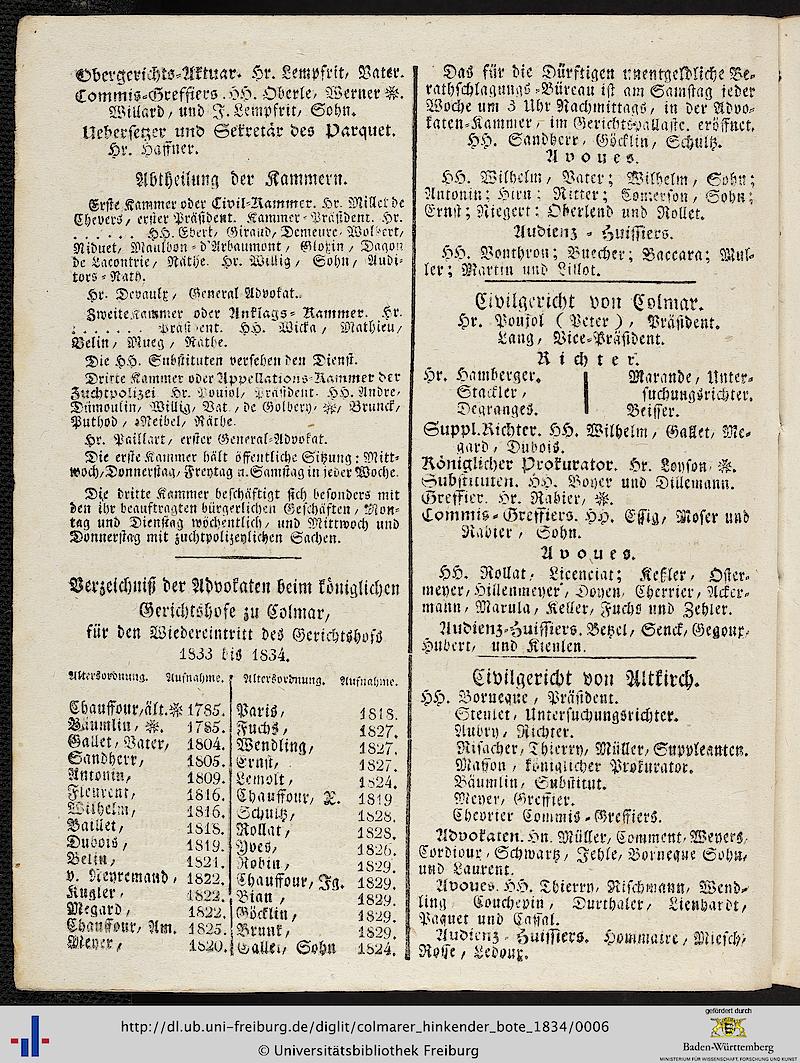 Obergerichts-Aktuar. Hr. Lempfrit, Vater.
Commis-Greffiers. HH. Oberle, Werner ※.
Willard, und J. Lempfrit, Sohn.
Uebersetzer und Sekretär des Parquet.
Hr. Haffner.
Abtheilung der Kammern.
Erste Kammer oder Civil-Kammer. Hr. Millet de
Chevers, erster Präsident. Kammer-Präsident. Hr.
. . . . . . HH. Ebert, Giraud, Demeure, Wolbert,
Niduet, Maulbon-d'Arbaumont, Gloxin, Dagon
de Lacontrie, Räthe. Hr. Willig, Sohn, Audi-
tors-Rath.
Hr. Devaulx, General Advokat.
Zweite Kammer oder Anklags-Kammer. Hr.
. . . . . . Präsident. HH. Wicka, Mathieu,
Belin, Mueg, Räthe.
Die HH. Substituten versehen den Dienst.
Dritte Kammer oder Appellations-Kammer der
Zuchtpolizei Hr. Poujol, Präsident. HH. Andre,
Dümoulin, Willig, Vat., de Golbery, ※, Brunck,
Puthod, Neibel, Räthe.
Hr. Paillart, erster General-Advokat.
Die erste Kammer hält öffentliche Sitzung: Mitt-
woch, Donnerstag, Freytag u. Samstag in jeder Woche.
Die dritte Kammer beschäftigt sich besonders mit
den ihr beauftragten bürgerlichen Geschäften, Mon-
tag und Dienstag wöchentlich, und Mittwoch und
Donnerstag mit zuchtpolizeylichen Sachen.
Verzeichniß der Advokaten beim königlichen
Gerichtshofe zu Colmar,
für den Wiedereintritt des Gerichtshofs
1833 bis 1834.
Altersordnung. Aufnahme.
Chauffour, ält. ※ 1785.
Bäumlin, ※. 1785.
Gallet, Vater, 1804.
Sandherr, 1805.
Antonin, 1809.
Fleurent, 1816.
Wilhelm, 1816.
Baillet, 1818.
Dubois, 1819.
Belin, 1821.
v. Neyremand, 1822.
Kugler, 1822.
Megard, 1822.
Chauffour, Am. 1825.
Meyer, 1820.
Altersordnung. Aufnahme.
Paris, 1818.
Fuchs, 1827.
Wendling, 1827.
Ernst, 1827.
Lemolt, 1824.
Chauffour, X. 1819
Schultz, 1828.
Rollat, 1828.
Yves, 1826.
Robin, 1829.
Chauffour, Jg. 1829.
Bian, 1829.
Göcklin, 1829.
Brunk, 1829.
Gallet, Sohn 1824.
Das für die Dürftigen unentgeldliche Be-
rathschlagungs-Büreau ist am Samstag jeder
Woche um 3 Uhr Nachmittags, in der Advo-
katen-Kammer, im Gerichtspallaste. eröffnet.
HH. Sandherr, Göcklin, Schultz.
Avoues.
HH. Wilhelm, Vater; Wilhelm, Sohn;
Antonin; Hirn; Ritter; Comerson, Sohn;
Ernst; Riegert; Oberlend und Rollet.
Audienz-Huissiers.
HH. Bonthron; Buecher; Baccara; Mul-
ler; Martin und Lillot.
Civilgericht von Colmar.
Hr. Poujol (Peter), Präsident.
Lang, Vice-Präsident.
Richter.
Hr. Hamberger.
Stackler,
Degranges.
Marande, Unter-
suchungsrichter.
Beisser.
Suppl. Richter. HH. Wilhelm, Gallet, Me-
gard, Dubois.
Königlicher Prokurator. Hr. Loyson, ※.
Substituten. HH. Boyer und Dillemann.
Greffier. Hr. Rabier, ※.
Commis-Greffiers. HH. Essig, Moser und
Rabier, Sohn.
Avoues.
HH. Rollat, Licenciat; Keßler, Oster-
meyer, Hillenmeyer, Doyen, Cherrier, Acker-
mann, Marula, Keller, Fuchs und Zehler.
Audienz-Huissiers. Betzel, Senck, Gegoux,
Hubert, und Kienlen.
Civilgericht von Altkirch.
HH. Borneque, Präsident.
Steulet, Untersuchungsrichter.
Aubry, Richter.
Risacher, Thierry, Müller, Suppleanten.
Masson, königlicher Prokurator.
Bäumlin, Substitut.
Meyer, Greffier.
Chevrier Commis-Greffiers.
Advokaten. Hn. Müller, Comment, Weyers,
Cordiour, Schwartz, Jehle, Borneque Sohn,
und Laurent.
Avoues. HH. Thierry, Rischmann, Wend-
ling Couchepin, Durthaler, Lienhardt,
Paquet und Cassal.
Audienz-Huissiers. Hommaire, Miesch,
Rosse, Ledoux.
http://dl.ub.uni-freiburg.de/diglit/colmarer_hinkender_bote_1834/0006
© Universitätsbibliothek Freiburg
gefördert durch
Baden-Württemberg
MINISTERIUM FÜR WISSENSCHAFT, FORSCHUNG UND KUNST